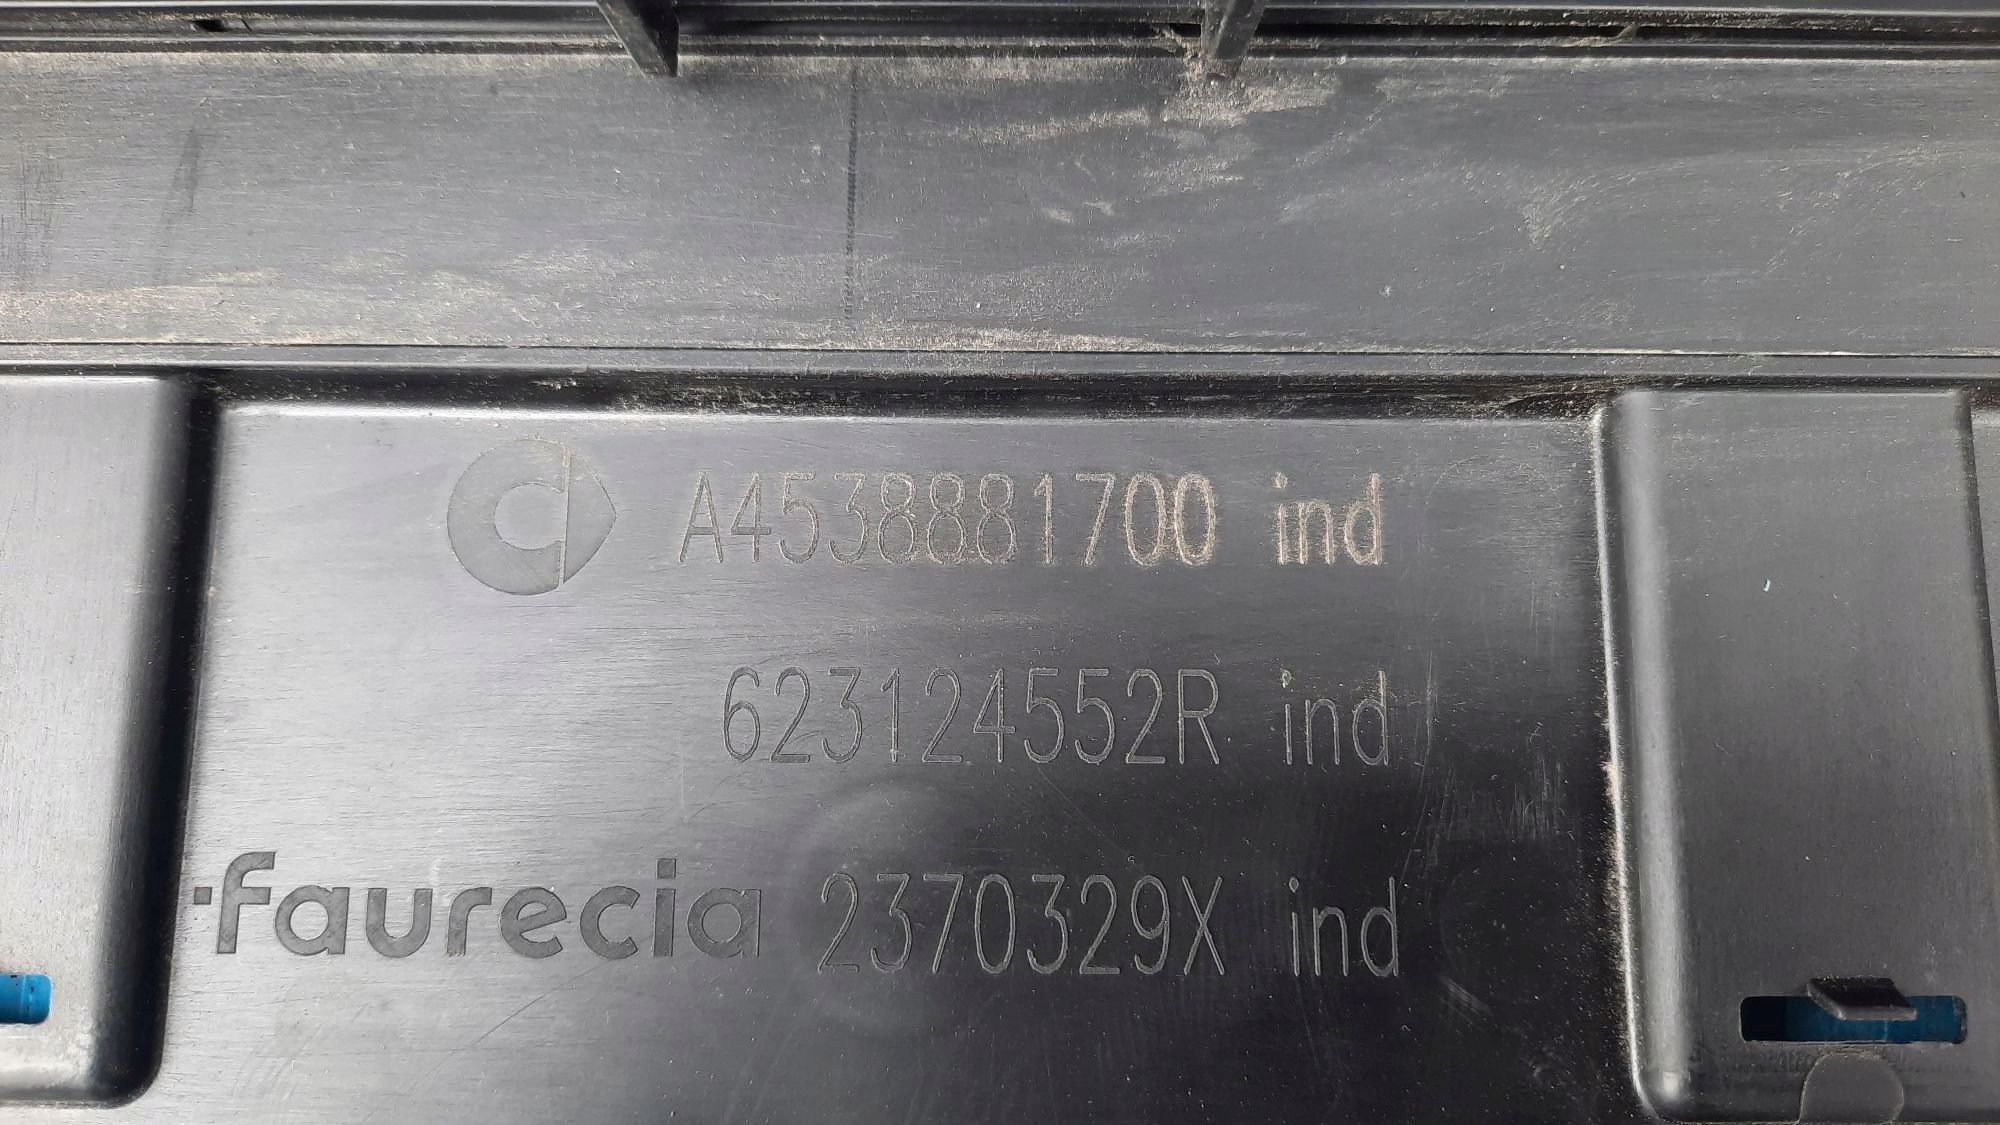 A4538881700 ind
623124552R ind
faurecia 2370329X ind